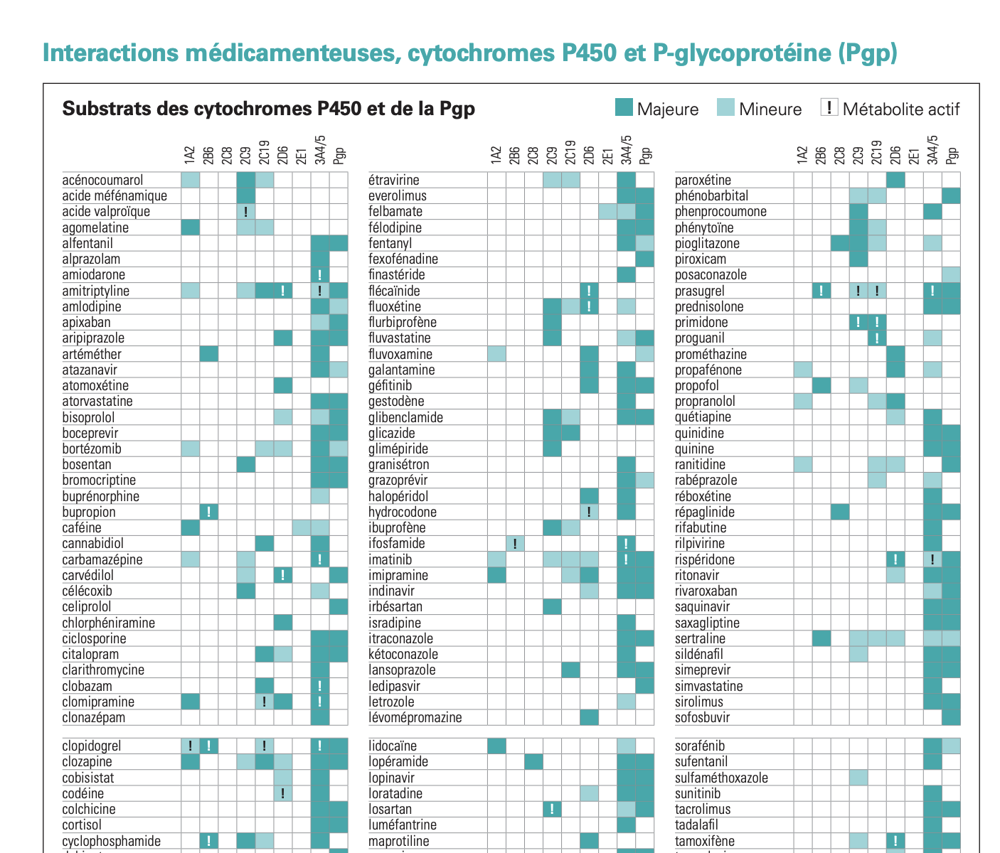 Interactions médicamenteuses, cytochromes P450 et P-glycoprotéine (Pgp)
Substrats des cytochromes P450 et de la Pgp
Majeure
Mineure
! Métabolite actif
1A2 2B6 2C8 2C9 2C19 2D6 2E1 3A4/5 Pgp
acénocoumarol
acide méfénamique
acide valproïque !
agomelatine
alfentanil
alprazolam
amiodarone !
amitriptyline ! !
amlodipine
apixaban
aripiprazole
artéméther
atazanavir
atomoxétine
atorvastatine
bisoprolol
boceprevir
bortézomib
bosentan
bromocriptine
buprénorphine
bupropion !
caféine
cannabidiol
carbamazépine !
carvédilol !
célécoxib
celiprolol
chlorphéniramine
ciclosporine
citalopram
clarithromycine
clobazam !
clomipramine ! !
clonazépam
clopidogrel ! ! ! !
clozapine
cobisistat
codéine !
colchicine
cortisol
cyclophosphamide !
1A2 2B6 2C8 2C9 2C19 2D6 2E1 3A4/5 Pgp
étravirine
everolimus
felbamate
félodipine
fentanyl
fexofénadine
finastéride
flécaïnide !
fluoxétine !
flurbiprofène
fluvastatine
fluvoxamine
galantamine
géfitinib
gestodène
glibenclamide
glicazide
glimépiride
granisétron
grazoprévir
halopéridol
hydrocodone !
ibuprofène
ifosfamide ! !
imatinib !
imipramine
indinavir
irbésartan
isradipine
itraconazole
kétoconazole
lansoprazole
ledipasvir
letrozole
lévomépromazine
lidocaïne
lopéramide
lopinavir
loratadine
losartan !
luméfantrine
maprotiline
1A2 2B6 2C8 2C9 2C19 2D6 2E1 3A4/5 Pgp
paroxétine
phénobarbital
phenprocoumone
phénytoïne
pioglitazone
piroxicam
posaconazole
prasugrel ! ! ! !
prednisolone
primidone ! !
proguanil !
prométhazine
propafénone
propofol
propranolol
quétiapine
quinidine
quinine
ranitidine
rabéprazole
réboxétine
répaglinide
rifabutine
rilpivirine
rispéridone ! !
ritonavir
rivaroxaban
saquinavir
saxagliptine
sertraline
sildénafil
simeprevir
simvastatine
sirolimus
sofosbuvir
sorafénib
sufentanil
sulfaméthoxazole
sunitinib
tacrolimus
tadalafil
tamoxifène !